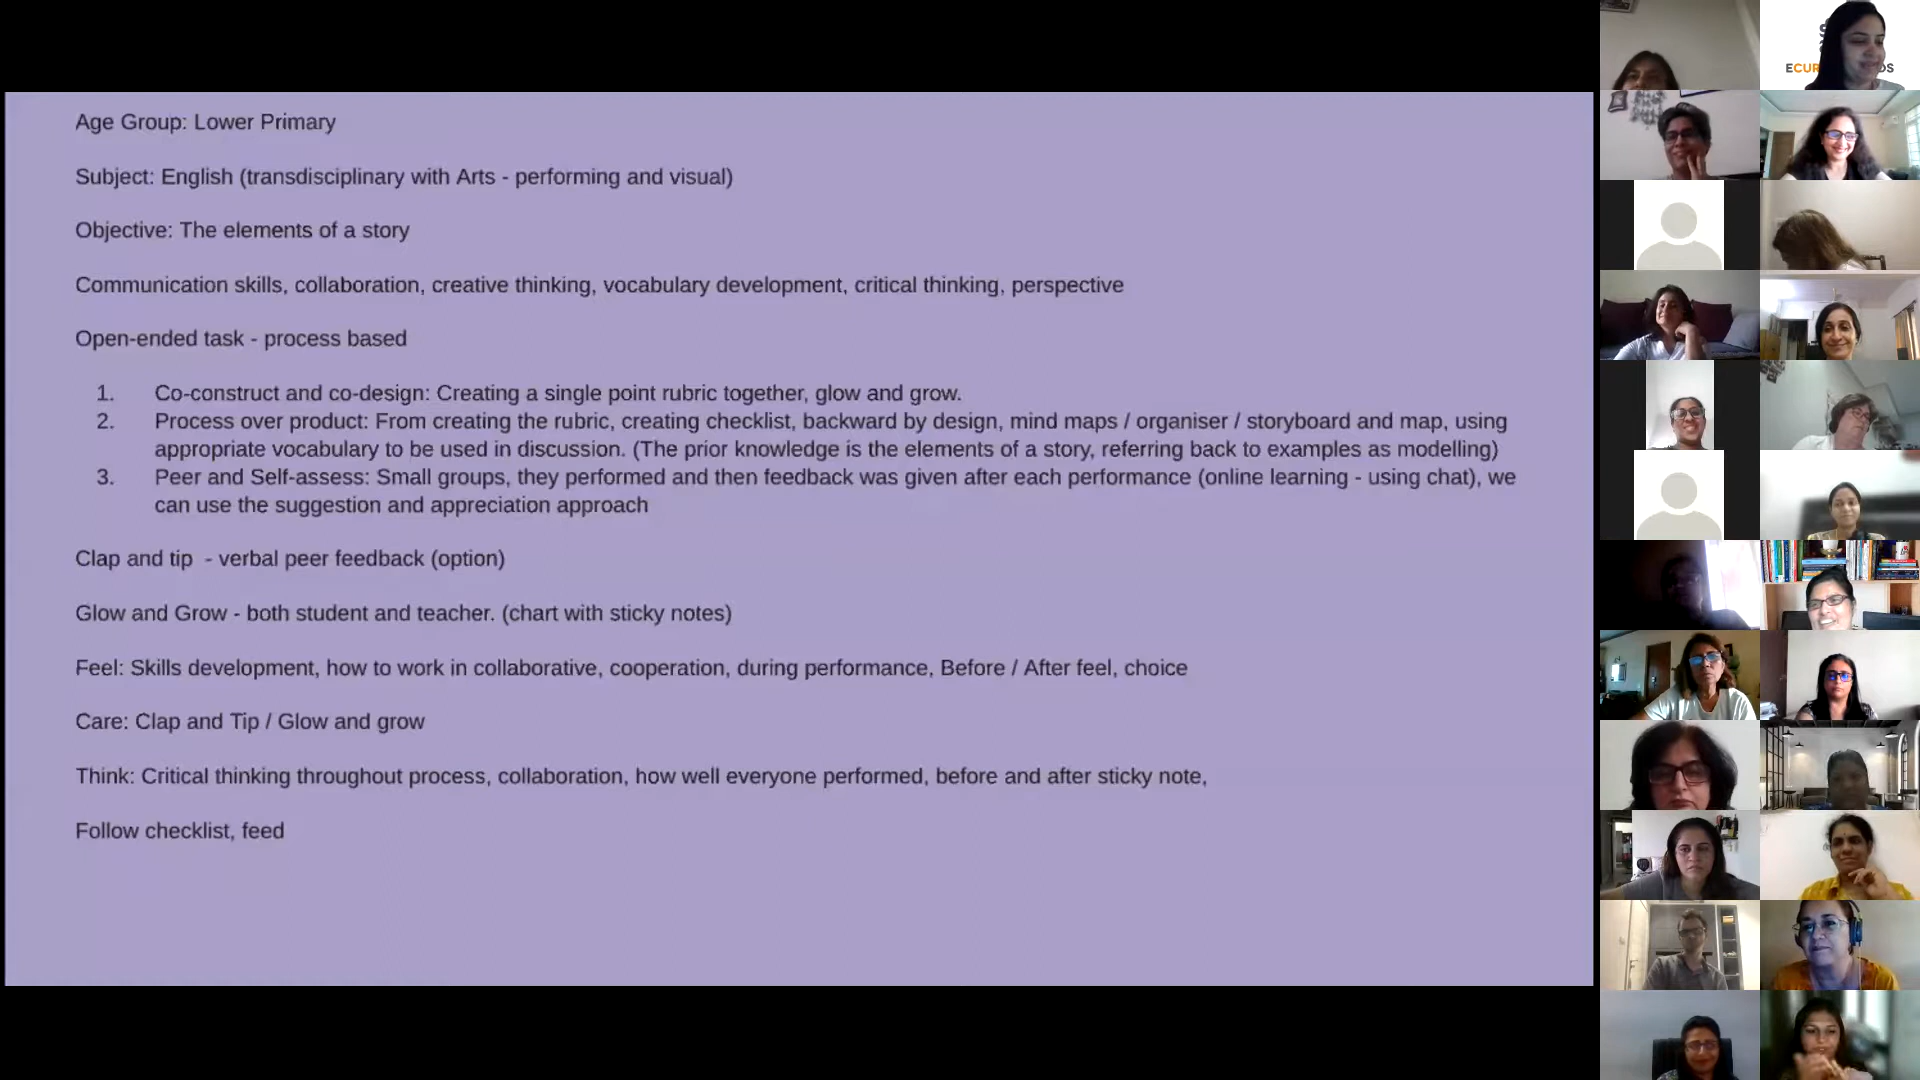 Age Group: Lower Primary
Subject: English (transdisciplinary with Arts - performing and visual)
Objective: The elements of a story
Communication skills, collaboration, creative thinking, vocabulary development, critical thinking, perspective
Open-ended task - process based
1. Co-construct and co-design: Creating a single point rubric together, glow and grow.
2. Process over product: From creating the rubric, creating checklist, backward by design, mind maps / organiser / storyboard and map, using
appropriate vocabulary to be used in discussion. (The prior knowledge is the elements of a story, referring back to examples as modelling)
3. Peer and Self-assess: Small groups, they performed and then feedback was given after each performance (online learning - using chat), we
can use the suggestion and appreciation approach
Clap and tip  - verbal peer feedback (option)
Glow and Grow - both student and teacher. (chart with sticky notes)
Feel: Skills development, how to work in collaborative, cooperation, during performance, Before / After feel, choice
Care: Clap and Tip / Glow and grow
Think: Critical thinking throughout process, collaboration, how well everyone performed, before and after sticky note,
Follow checklist, feed